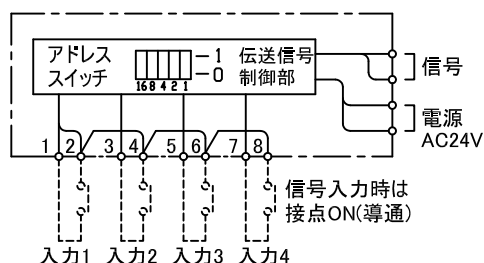 アドレス
スイッチ
1
0
16 8 4 2 1
伝送信号
制御部
信号
電源
AC24V
1 2 3 4 5 6 7 8
信号入力時は
接点ON(導通)
入力1 入力2 入力3 入力4